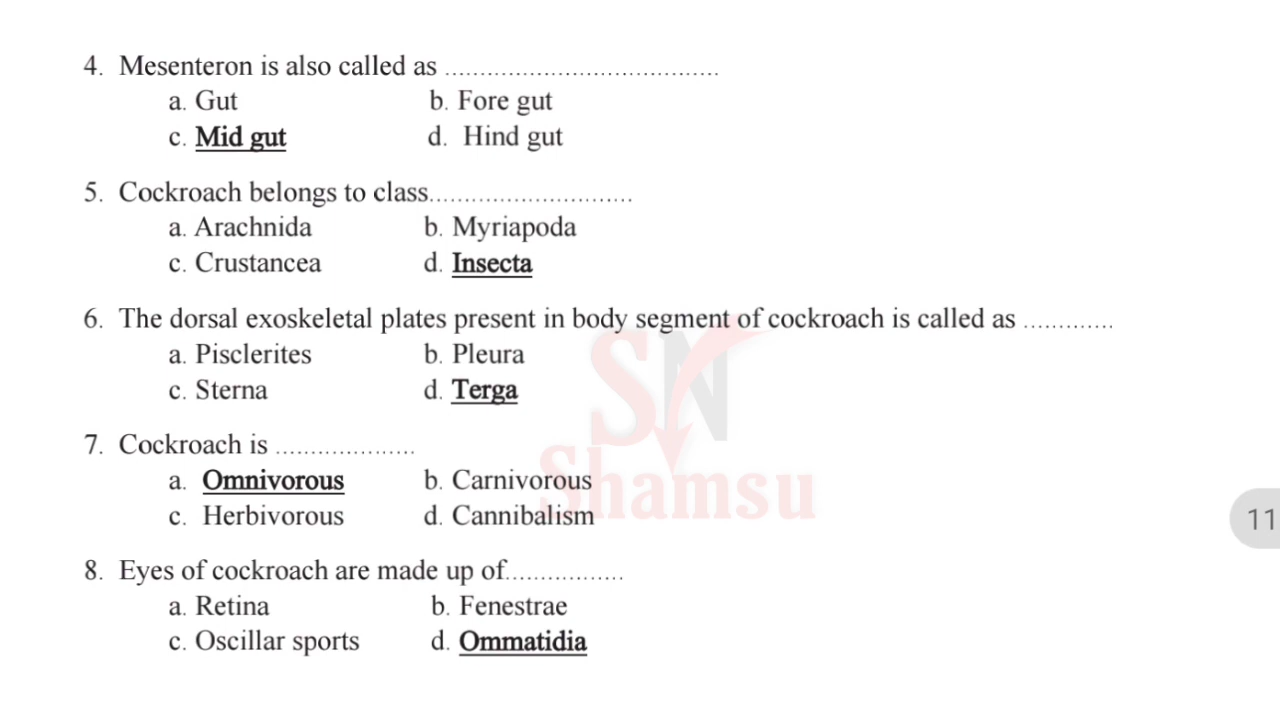 4. Mesenteron is also called as .......................................
a. Gut b. Fore gut
c. Mid gut d. Hind gut
5. Cockroach belongs to class.............................
a. Arachnida b. Myriapoda
c. Crustancea d. Insecta
6. The dorsal exoskeletal plates present in body segment of cockroach is called as .............
a. Pisclerites b. Pleura
c. Sterna d. Terga
7. Cockroach is ....................
a. Omnivorous b. Carnivorous
c. Herbivorous d. Cannibalism
8. Eyes of cockroach are made up of.................
a. Retina b. Fenestrae
c. Oscillar sports d. Ommatidia
SN
Shamsu
11